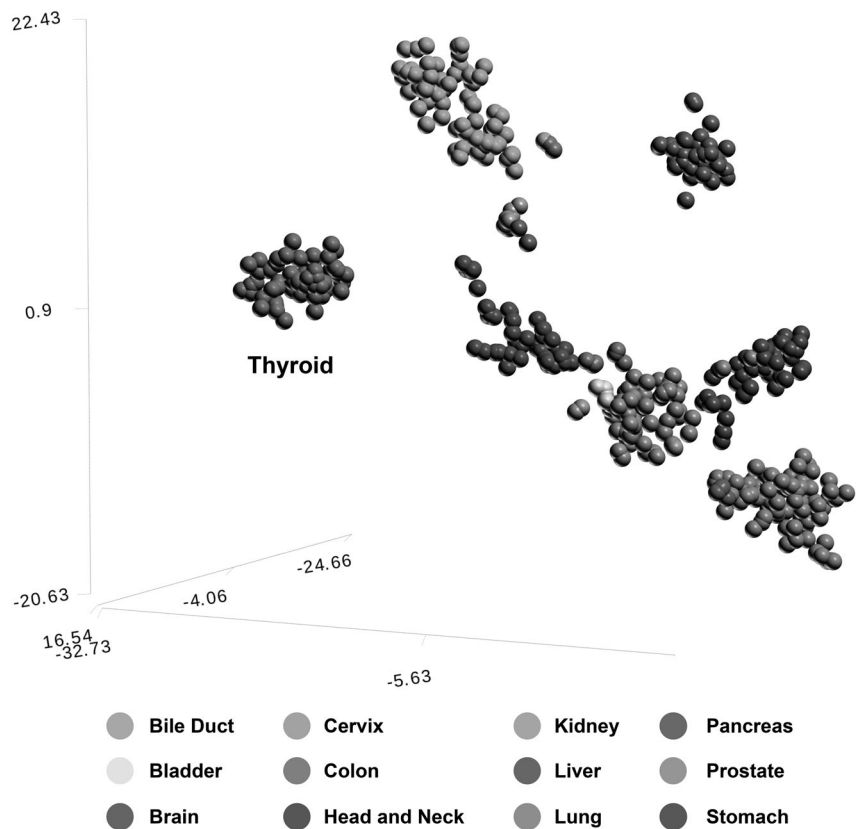 22.43
0.9
Thyroid
-20.63
-24.66
-4.06
16.54
-32.73
-5.63
Bile Duct Cervix Kidney Pancreas
Bladder Colon Liver Prostate
Brain Head and Neck Lung Stomach